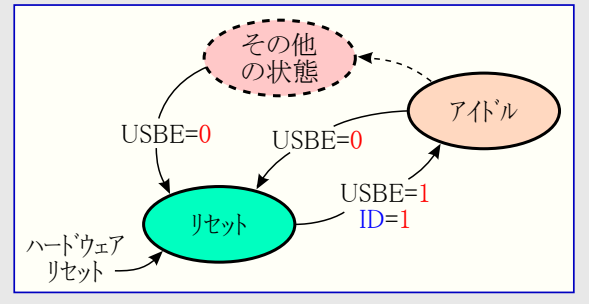 その他
の状態
アイドル
USBE=0
USBE=0
USBE=1
ID=1
リセット
ハードウェア
リセット